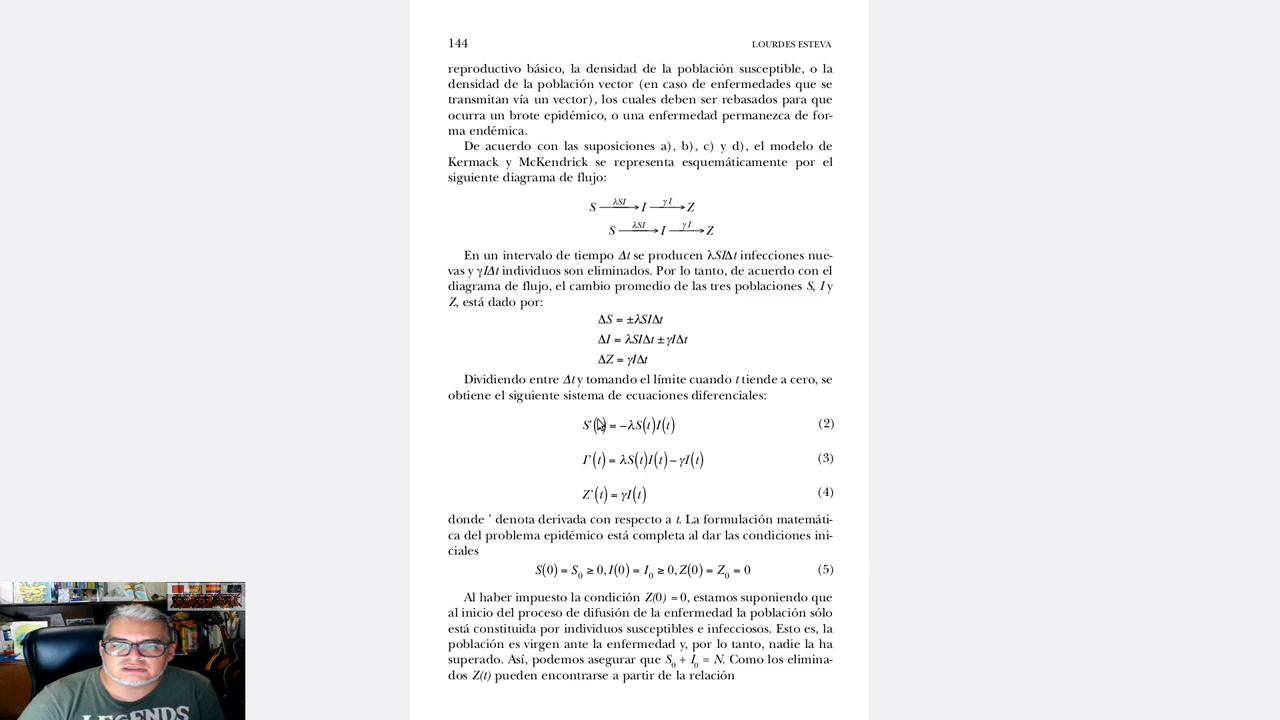 144 LOURDES ESTEVA
reproductivo básico, la densidad de la población susceptible, o la
densidad de la población vector (en caso de enfermedades que se
transmitan vía un vector), los cuales deben ser rebasados para que
ocurra un brote epidémico, o una enfermedad permanezca de for-
ma endémica.
De acuerdo con las suposiciones a), b), c) y d), el modelo de
Kermack y McKendrick se representa esquemáticamente por el
siguiente diagrama de flujo:
S —λSI→ I —γI→ Z
S —λSI→ I —γI→ Z
En un intervalo de tiempo Δt se producen λSIΔt infecciones nue-
vas y γIΔt individuos son eliminados. Por lo tanto, de acuerdo con el
diagrama de flujo, el cambio promedio de las tres poblaciones S, I y
Z, está dado por:
ΔS = ±λSIΔt
ΔI = λSIΔt ± γIΔt
ΔZ = γIΔt
Dividiendo entre Δt y tomando el límite cuando t tiende a cero, se
obtiene el siguiente sistema de ecuaciones diferenciales:
S'(t) = −λS(t)I(t) (2)
I'(t) = λS(t)I(t) − γI(t) (3)
Z'(t) = γI(t) (4)
donde ' denota derivada con respecto a t. La formulación matemáti-
ca del problema epidémico está completa al dar las condiciones ini-
ciales
S(0) = S₀ ≥ 0, I(0) = I₀ ≥ 0, Z(0) = Z₀ = 0 (5)
Al haber impuesto la condición Z(0) = 0, estamos suponiendo que
al inicio del proceso de difusión de la enfermedad la población sólo
está constituida por individuos susceptibles e infecciosos. Esto es, la
población es virgen ante la enfermedad y, por lo tanto, nadie la ha
superado. Así, podemos asegurar que S₀ + I₀ = N. Como los elimina-
dos Z(t) pueden encontrarse a partir de la relación
LEGENDS